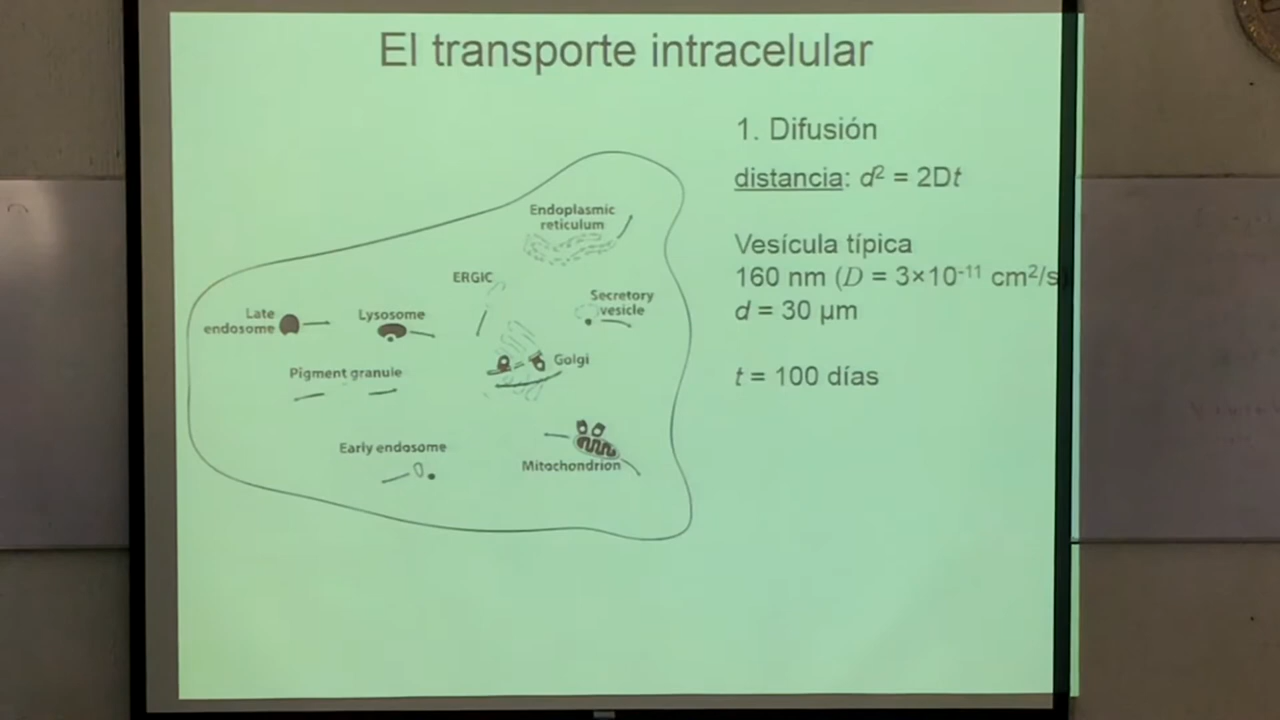 El transporte intracelular
1. Difusión
distancia: d² = 2Dt
Vesícula típica
160 nm (D = 3×10⁻¹¹ cm²/s)
d = 30 μm
t = 100 días
Endoplasmic
reticulum
ERGIC
Secretory
vesicle
Late
endosome
Lysosome
Golgi
Pigment granule
Early endosome
Mitochondrion